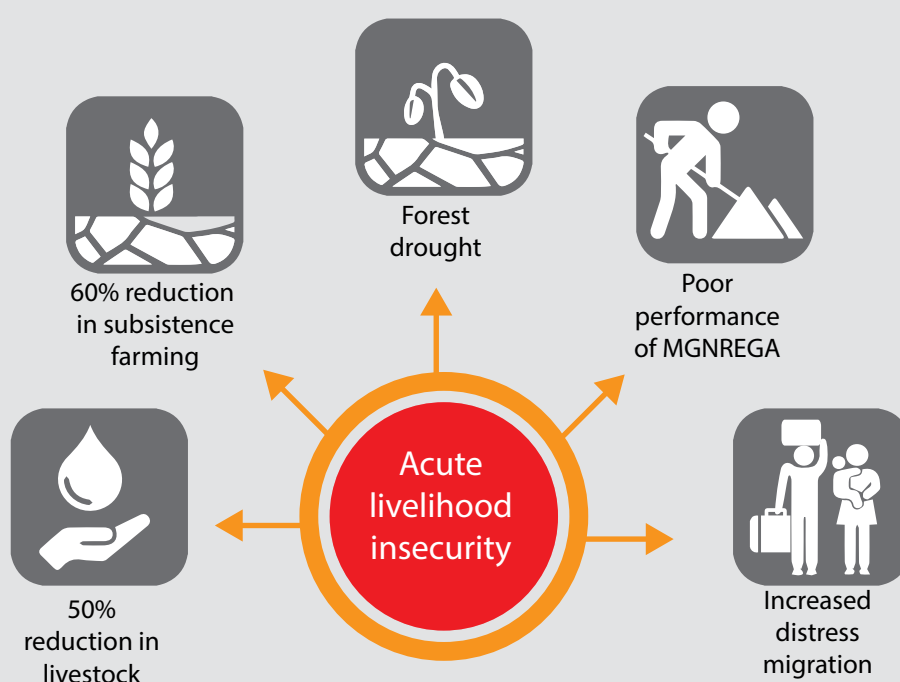 Forest
drought
60% reduction
in subsistence
farming
Poor
performance
of MGNREGA
Acute
livelihood
insecurity
50%
reduction in
livestock
Increased
distress
migration